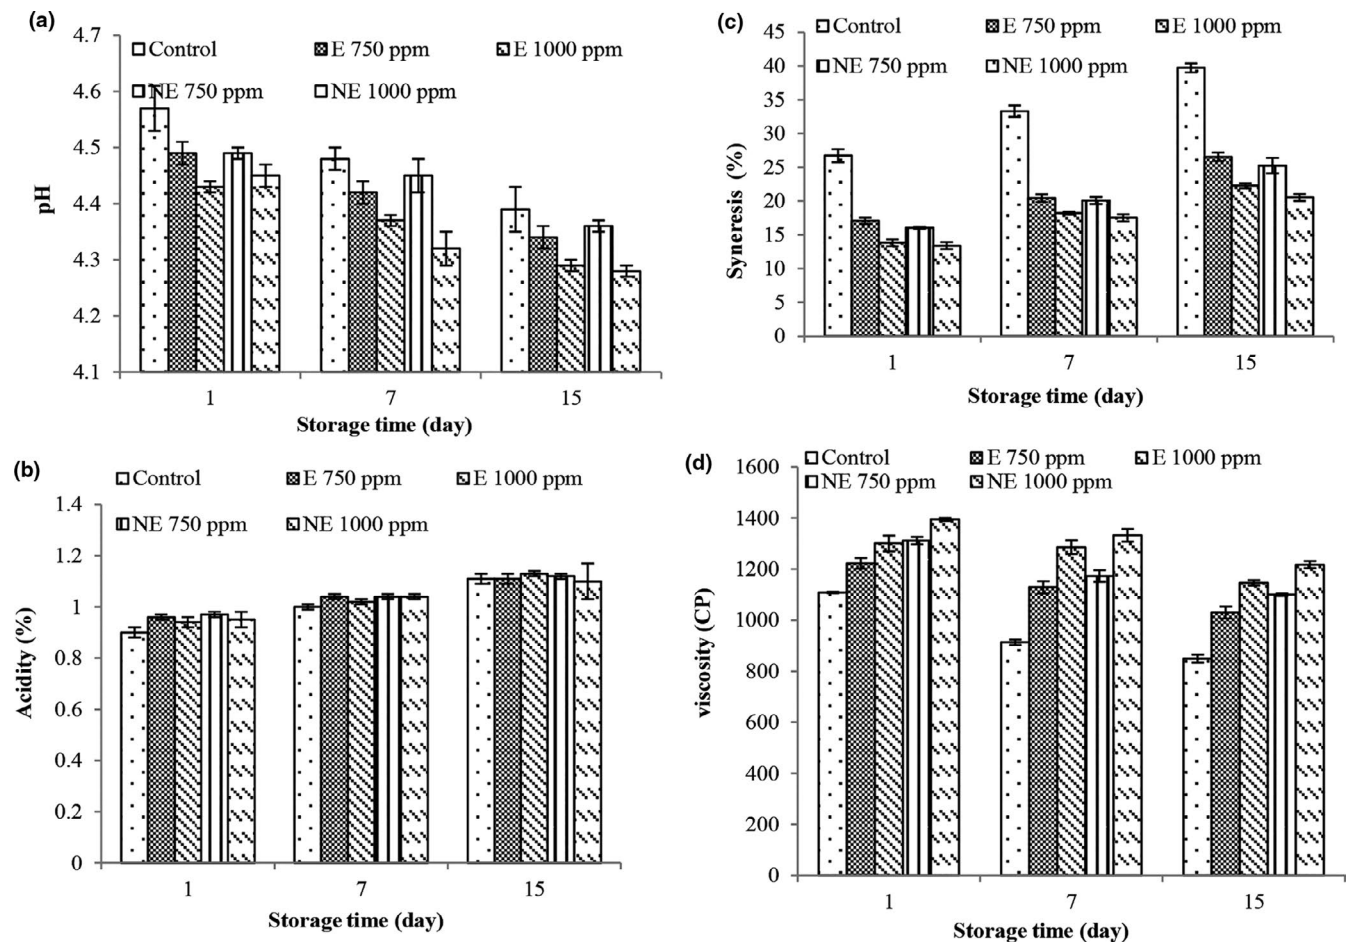 (a)
4.7
4.6
4.5
4.4
4.3
4.2
4.1
pH
Control
E 750 ppm
E 1000 ppm
NE 750 ppm
NE 1000 ppm
1
7
15
Storage time (day)
(c)
45
40
35
30
25
20
15
10
5
0
Syneresis (%)
Control
E 750 ppm
E 1000 ppm
NE 750 ppm
NE 1000 ppm
1
7
15
Storage time (day)
(b)
1.4
1.2
1
0.8
0.6
0.4
0.2
0
Acidity (%)
Control
E 750 ppm
E 1000 ppm
NE 750 ppm
NE 1000 ppm
1
7
15
Storage time (day)
(d)
1600
1400
1200
1000
800
600
400
200
0
viscosity (CP)
Control
E 750 ppm
E 1000 ppm
NE 750 ppm
NE 1000 ppm
1
7
15
Storage time (day)